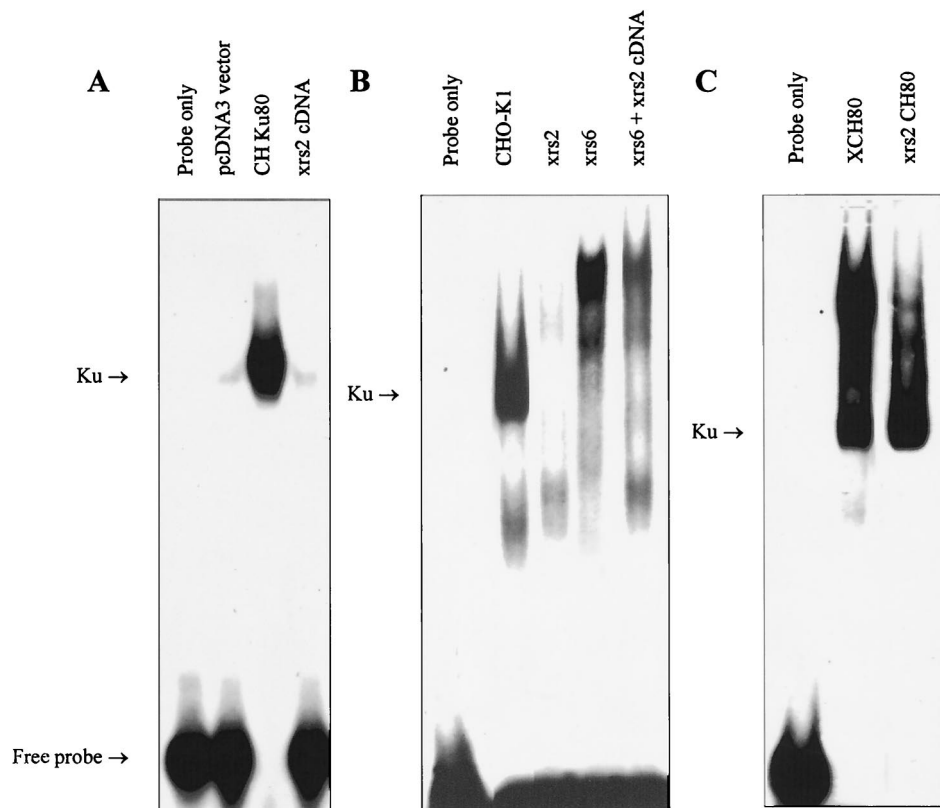 A
Probe only
pcDNA3 vector
CH Ku80
xrs2 cDNA
Ku →
Free probe →
B
Probe only
CHO-K1
xrs2
xrs6
xrs6 + xrs2 cDNA
Ku →
C
Probe only
XCH80
xrs2 CH80
Ku →